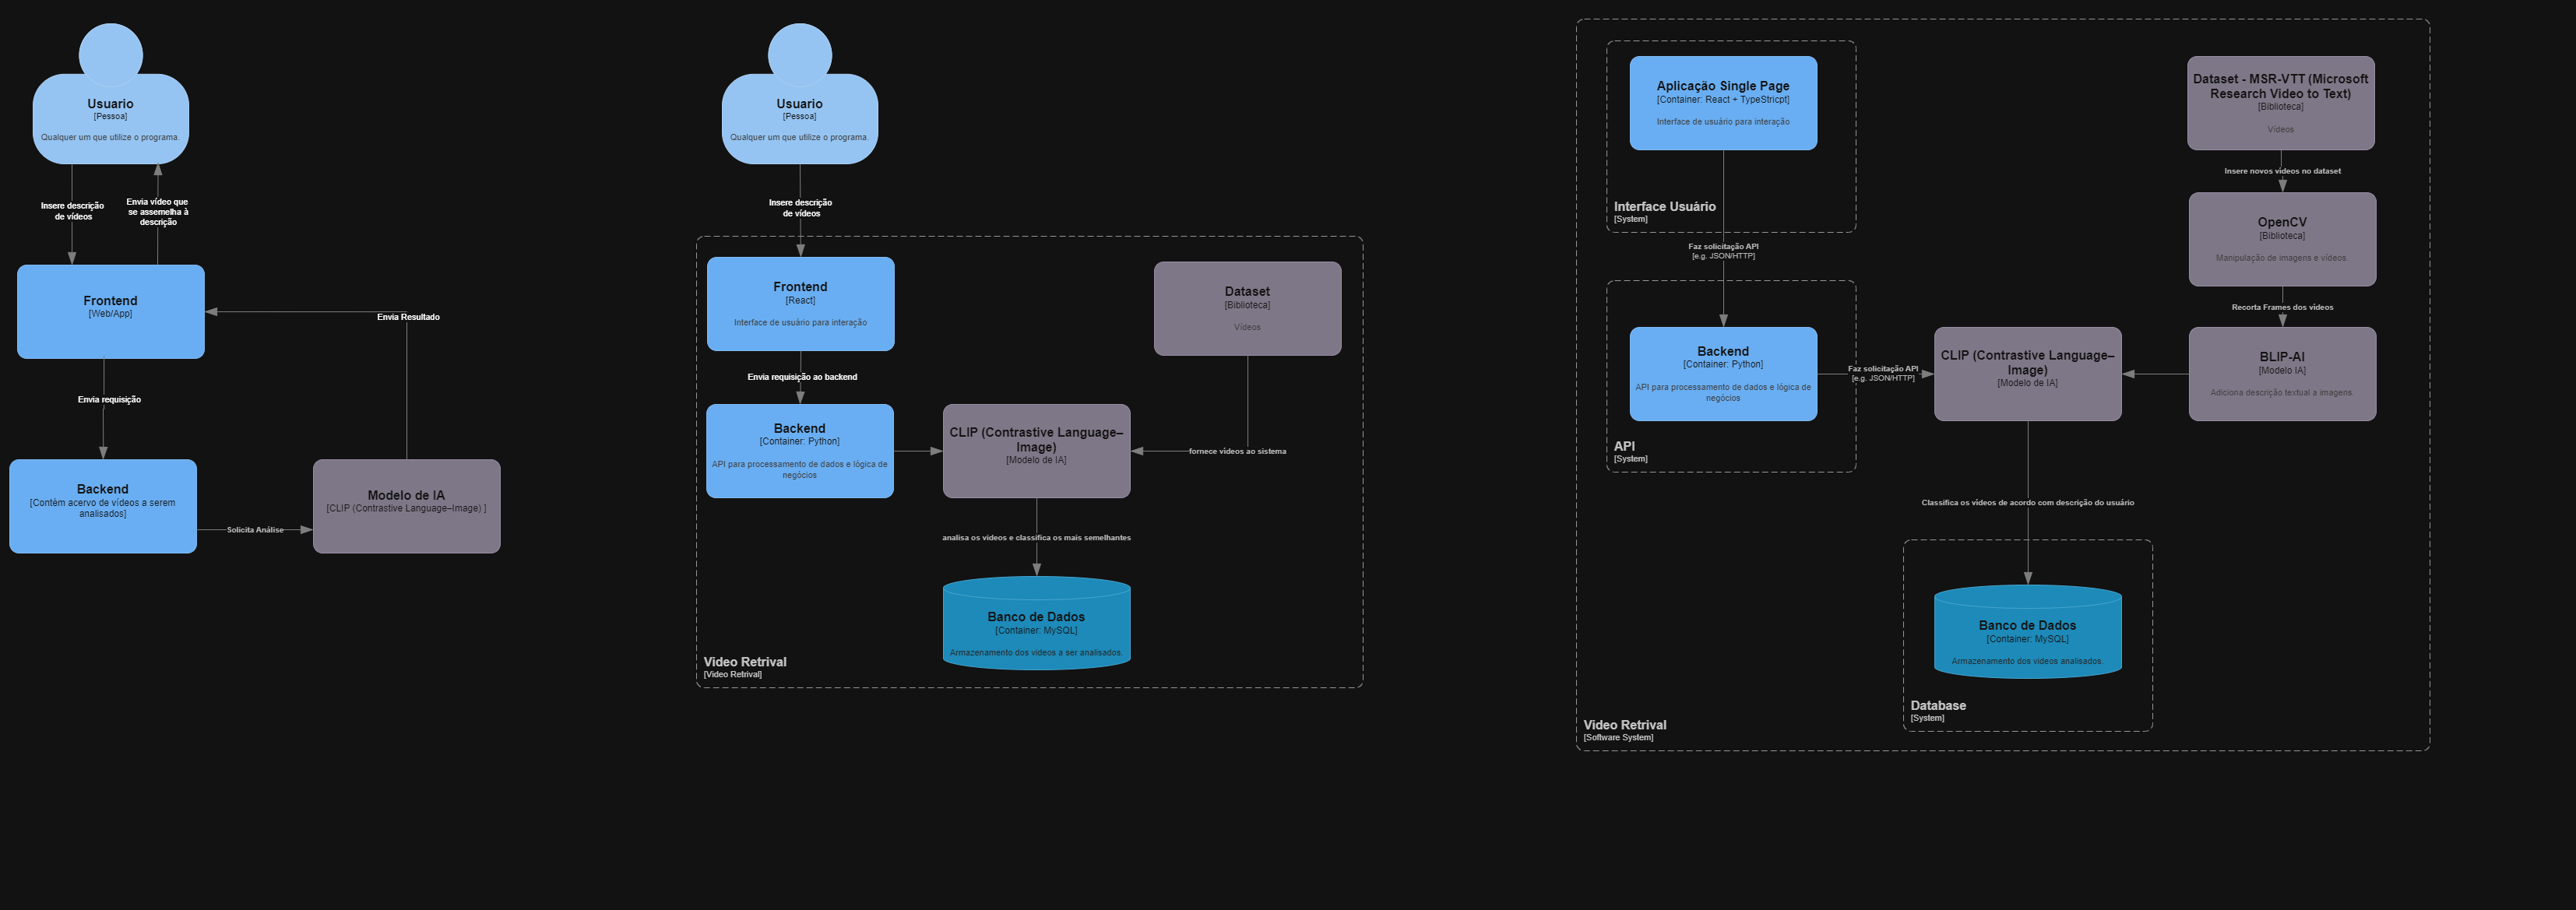 Usuario
[Pessoa]
Qualquer um que utilize o programa.
Insere descrição
de vídeos
Envia vídeo que
se assemelha à
descrição
Frontend
[Web/App]
Envia Resultado
Envia requisição
Backend
[Contém acervo de vídeos a serem
analisados]
Solicita Análise
Modelo de IA
[CLIP (Contrastive Language–Image) ]
Usuario
[Pessoa]
Qualquer um que utilize o programa.
Insere descrição
de vídeos
Frontend
[React]
Interface de usuário para interação
Dataset
[Biblioteca]
Vídeos
Envia requisição ao backend
Backend
[Container: Python]
API para processamento de dados e lógica de
negócios
CLIP (Contrastive Language–
Image)
[Modelo de IA]
fornece vídeos ao sistema
analisa os vídeos e classifica os mais semelhantes
Banco de Dados
[Container: MySQL]
Armazenamento dos vídeos a ser analisados.
Video Retrival
[Video Retrival]
Aplicação Single Page
[Container: React + TypeStricpt]
Interface de usuário para interação
Interface Usuário
[System]
Faz solicitação API
[e.g. JSON/HTTP]
Backend
[Container: Python]
API para processamento de dados e lógica de
negócios
API
[System]
Faz solicitação API
[e.g. JSON/HTTP]
CLIP (Contrastive Language–
Image)
[Modelo de IA]
Dataset - MSR-VTT (Microsoft
Research Video to Text)
[Biblioteca]
Vídeos
Insere novos vídeos no dataset
OpenCV
[Biblioteca]
Manipulação de imagens e vídeos.
Recorta Frames dos vídeos
BLIP-AI
[Modelo IA]
Adiciona descrição textual a imagens.
Classifica os vídeos de acordo com descrição do usuário
Banco de Dados
[Container: MySQL]
Armazenamento dos vídeos analisados.
Database
[System]
Video Retrival
[Software System]